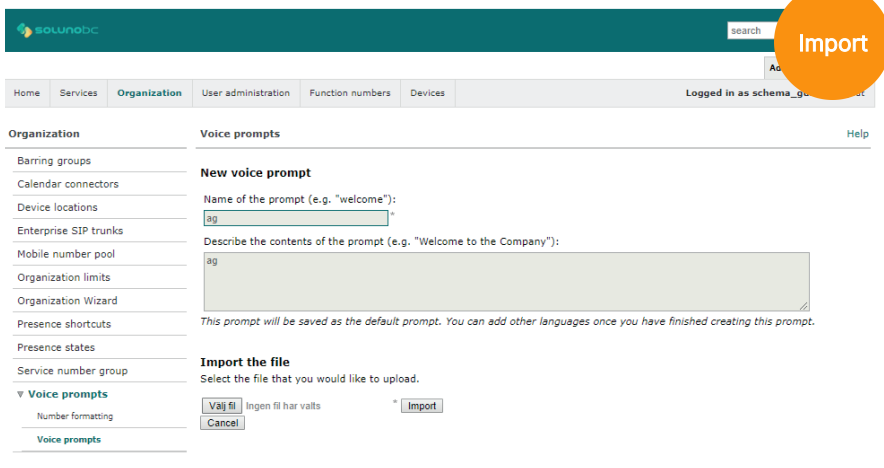 solunobc
search
Import
Home Services Organization User administration Function numbers Devices
Logged in as
Organization
Voice prompts
Help
Barring groups
Calendar connectors
Device locations
Enterprise SIP trunks
Mobile number pool
Organization limits
Organization Wizard
Presence shortcuts
Presence states
Service number group
Voice prompts
Number formatting
Voice prompts
New voice prompt
Name of the prompt (e.g. "welcome"):
ag
*
Describe the contents of the prompt (e.g. "Welcome to the Company"):
ag
This prompt will be saved as the default prompt. You can add other languages once you have finished creating this prompt.
Import the file
Select the file that you would like to upload.
Välj fil Ingen fil har valts * Import
Cancel